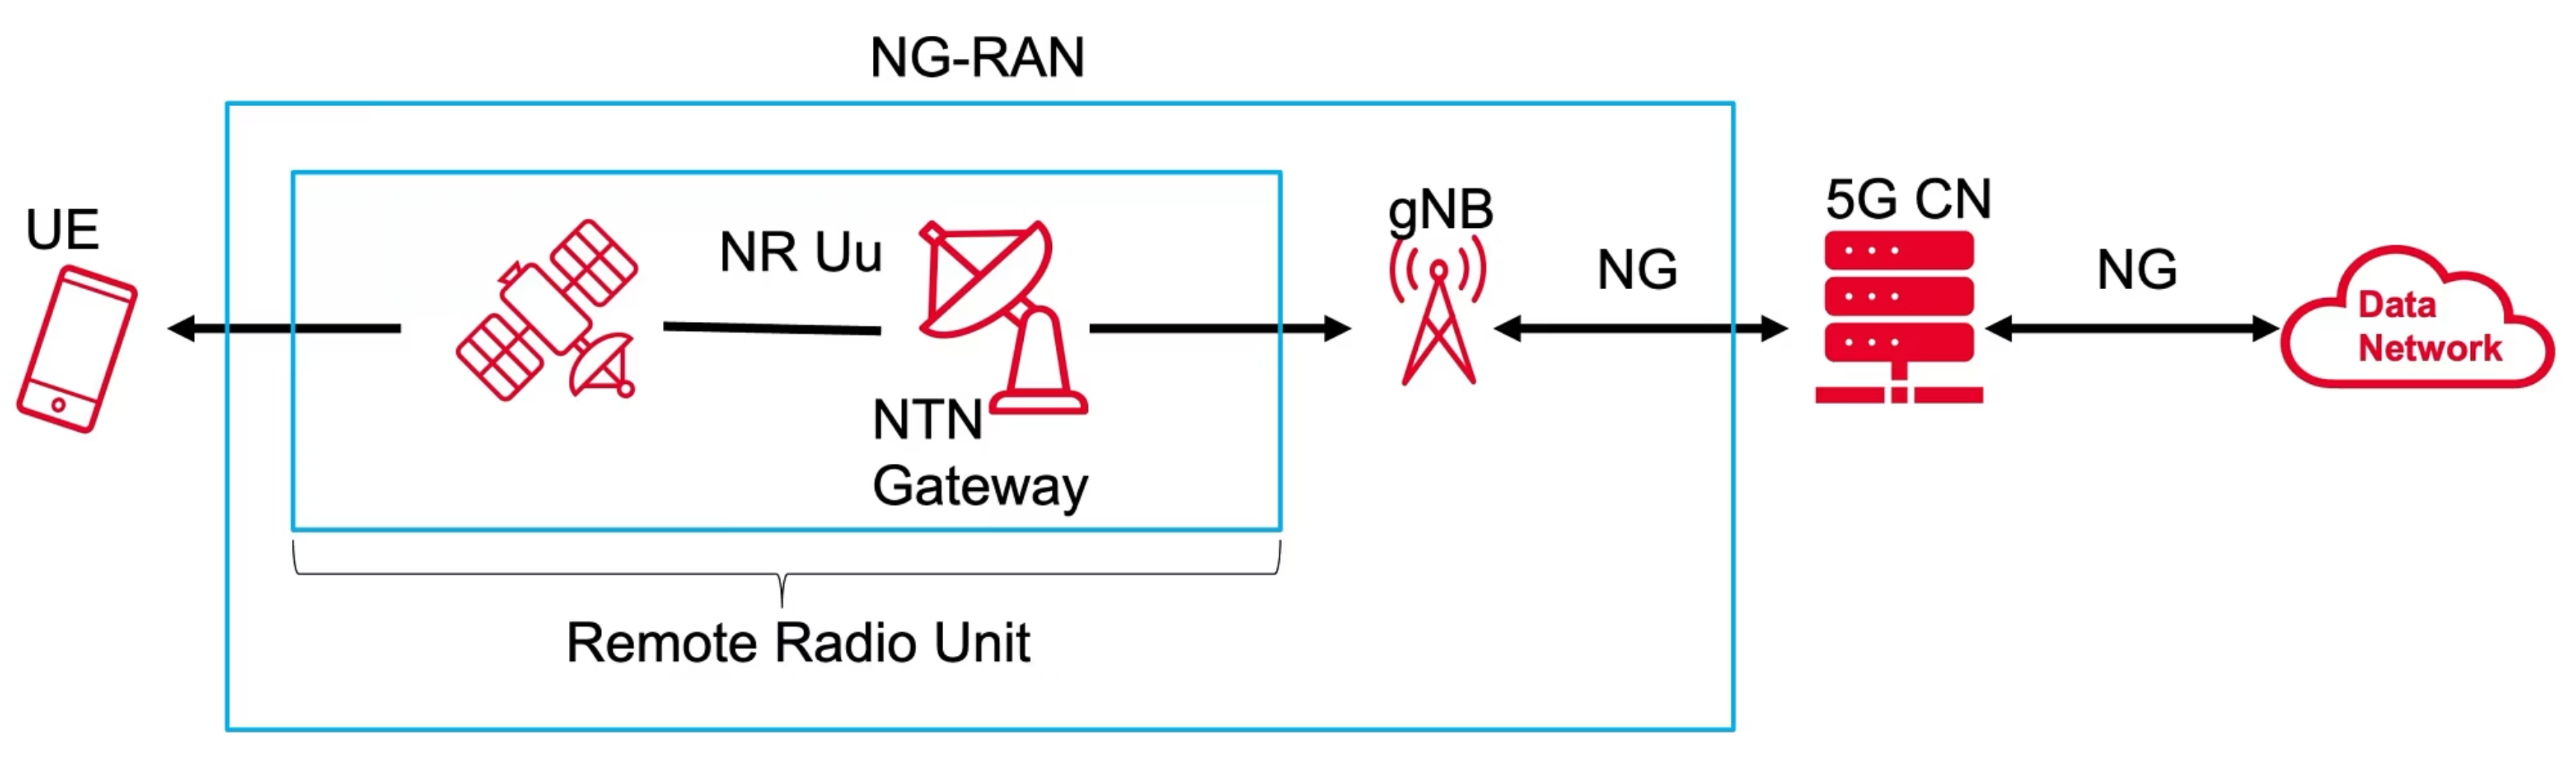 NG-RAN
UE
NR Uu
NTN
Gateway
gNB
NG
5G CN
NG
Data
Network
Remote Radio Unit